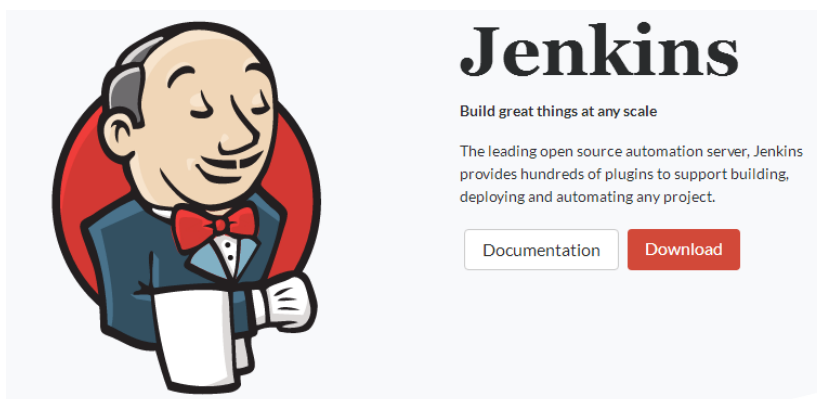 Jenkins
Build great things at any scale
The leading open source automation server, Jenkins
provides hundreds of plugins to support building,
deploying and automating any project.
Documentation Download